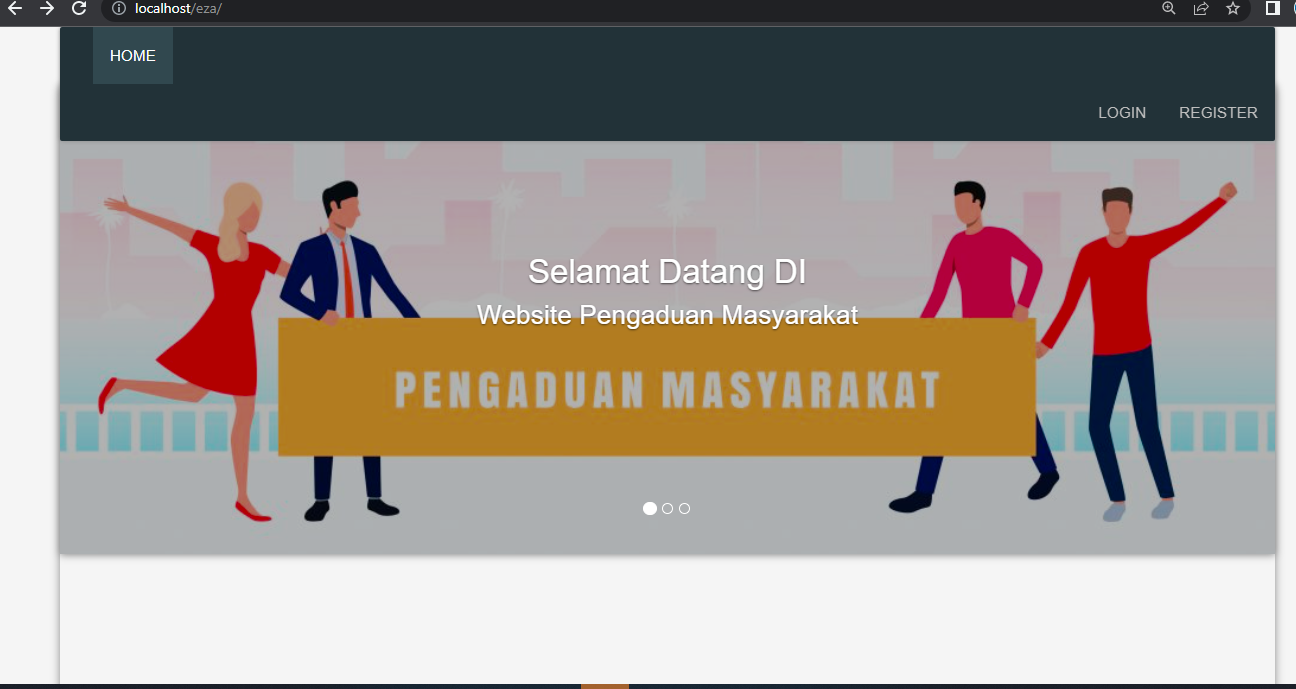 localhost/eza/
HOME
LOGIN REGISTER
Selamat Datang DI
Website Pengaduan Masyarakat
PENGADUAN MASYARAKAT